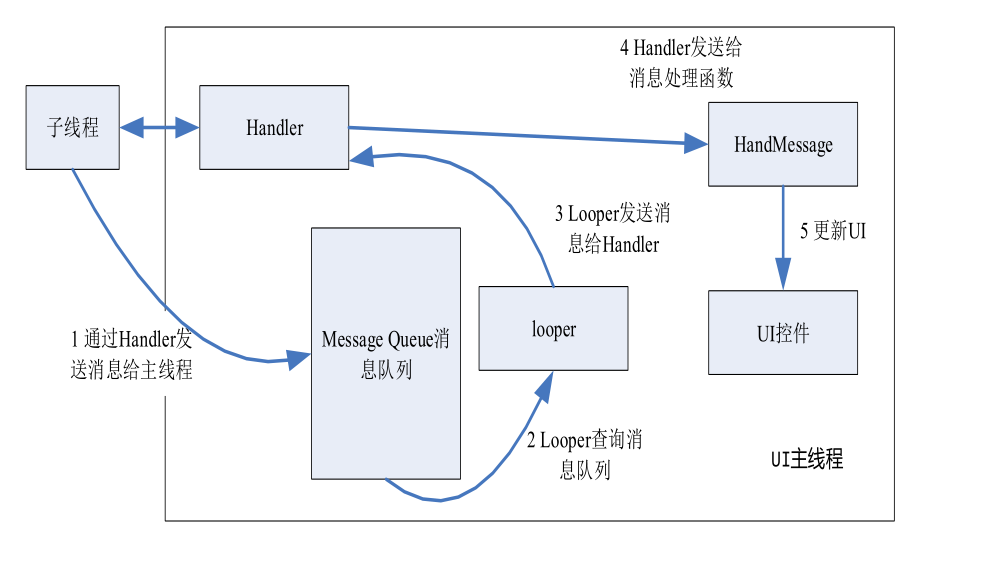 4 Handler发送给
消息处理函数
子线程
Handler
HandMessage
3 Looper发送消
息给Handler
5 更新UI
1 通过Handler发
送消息给主线程
Message Queue消
息队列
looper
UI控件
2 Looper查询消
息队列
UI主线程